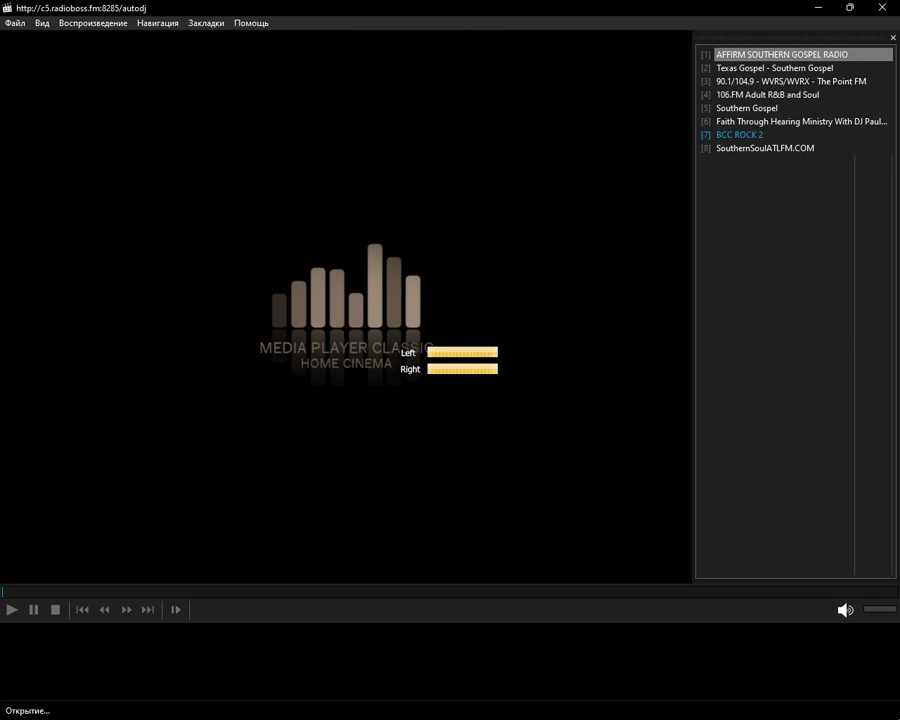 http://c5.radioboss.fm:8285/autodj
Файл Вид Воспроизведение Навигация Закладки Помощь
[1] AFFIRM SOUTHERN GOSPEL RADIO
[2] Texas Gospel - Southern Gospel
[3] 90.1/104.9 - WVRS/WVRX - The Point FM
[4] 106.FM Adult R&B and Soul
[5] Southern Gospel
[6] Faith Through Hearing Ministry With DJ Paul...
[7] BCC ROCK 2
[8] SouthernSoulATLFM.COM
MEDIA PLAYER CLASSIC
HOME CINEMA
Left
Right
Открытие...